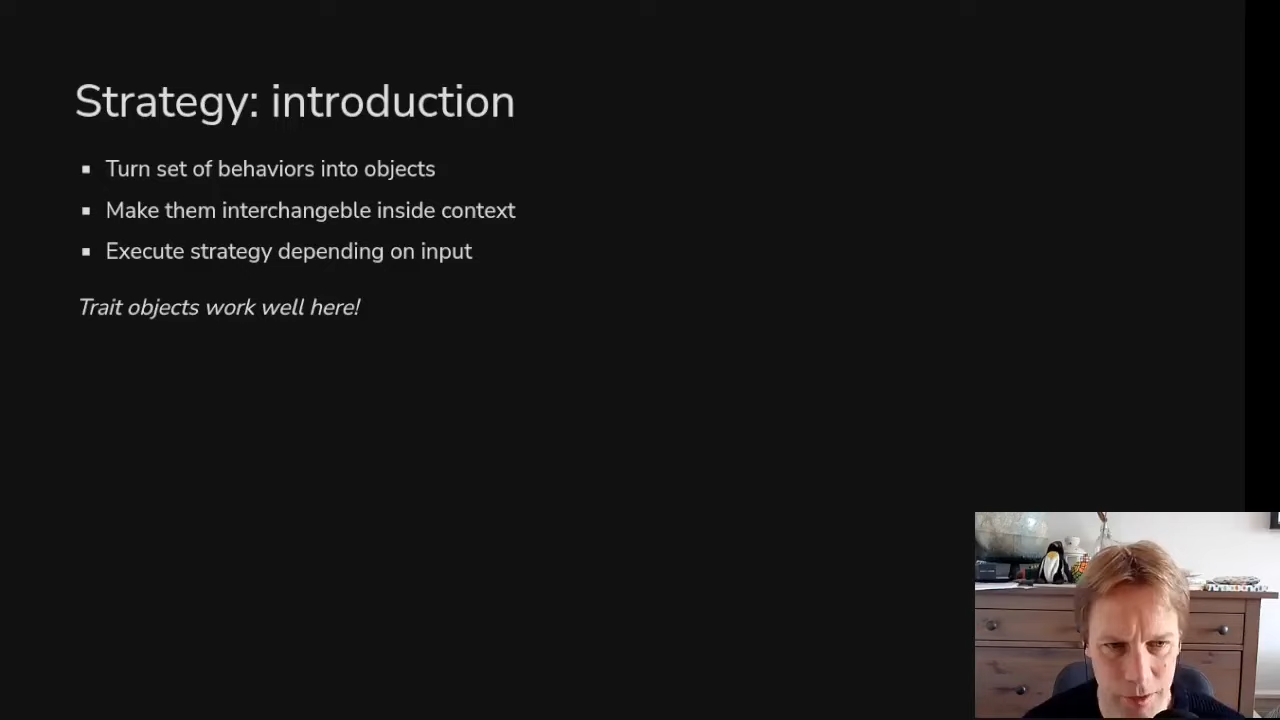 Strategy: introduction
▪ Turn set of behaviors into objects
▪ Make them interchangeble inside context
▪ Execute strategy depending on input
Trait objects work well here!